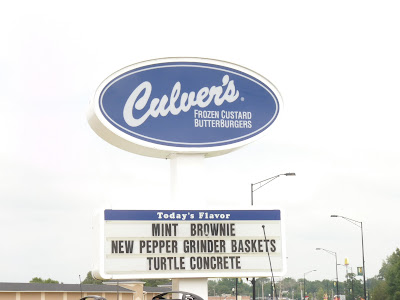 Culver's®
FROZEN CUSTARD
BUTTERBURGERS
Today's Flavor
MINT BROWNIE
NEW PEPPER GRINDER BASKETS
TURTLE CONCRETE